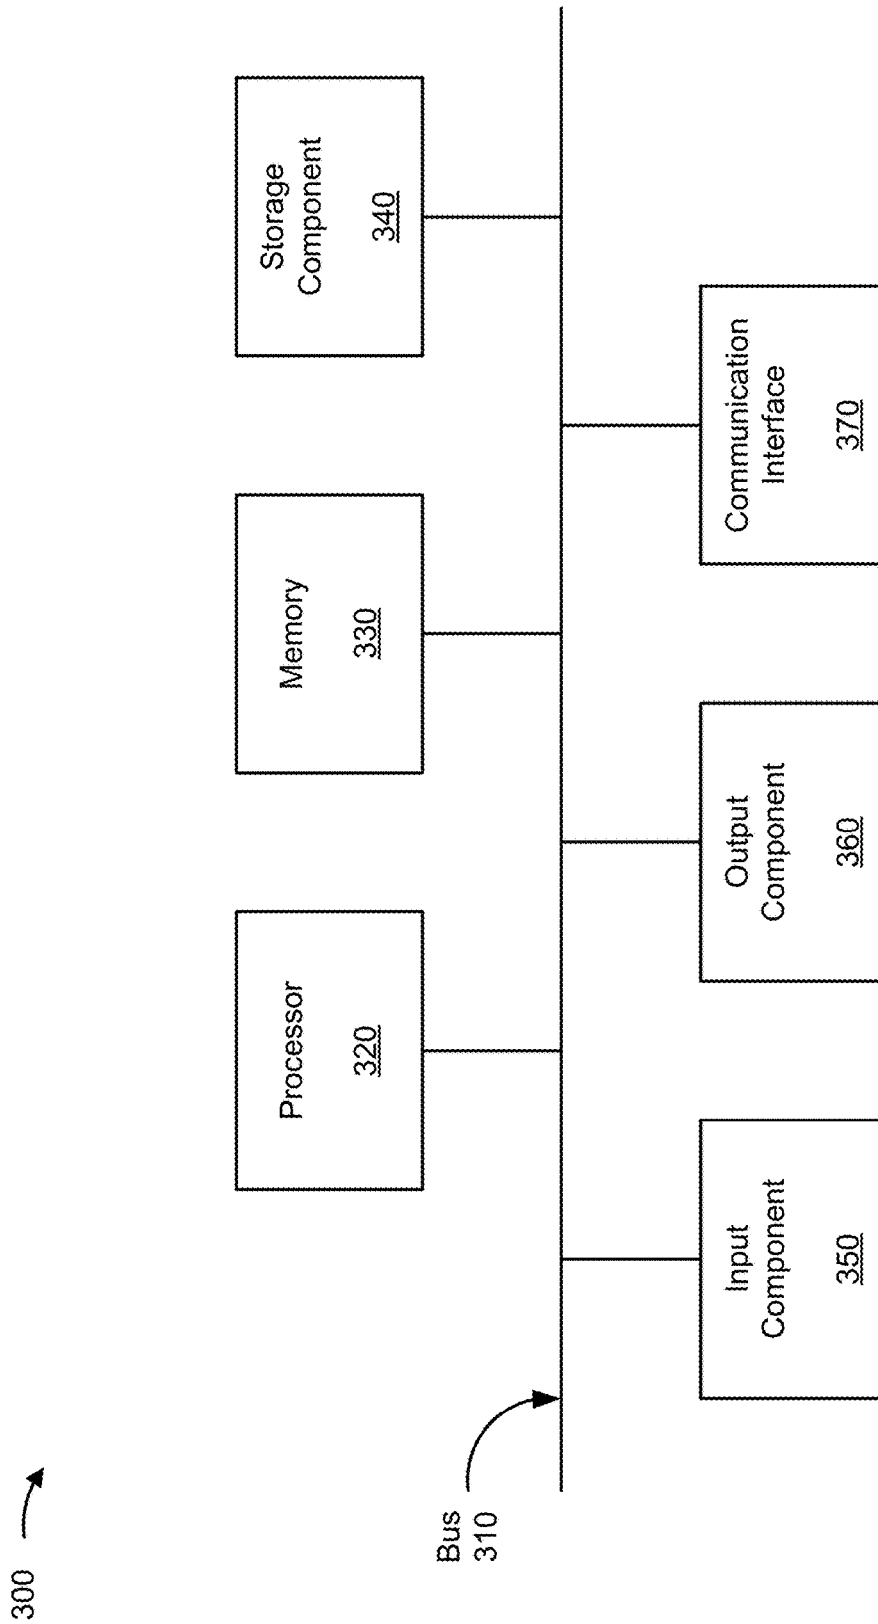 300
Bus
310
Processor
320
Memory
330
Storage
Component
340
Input
Component
350
Output
Component
360
Communication
Interface
370